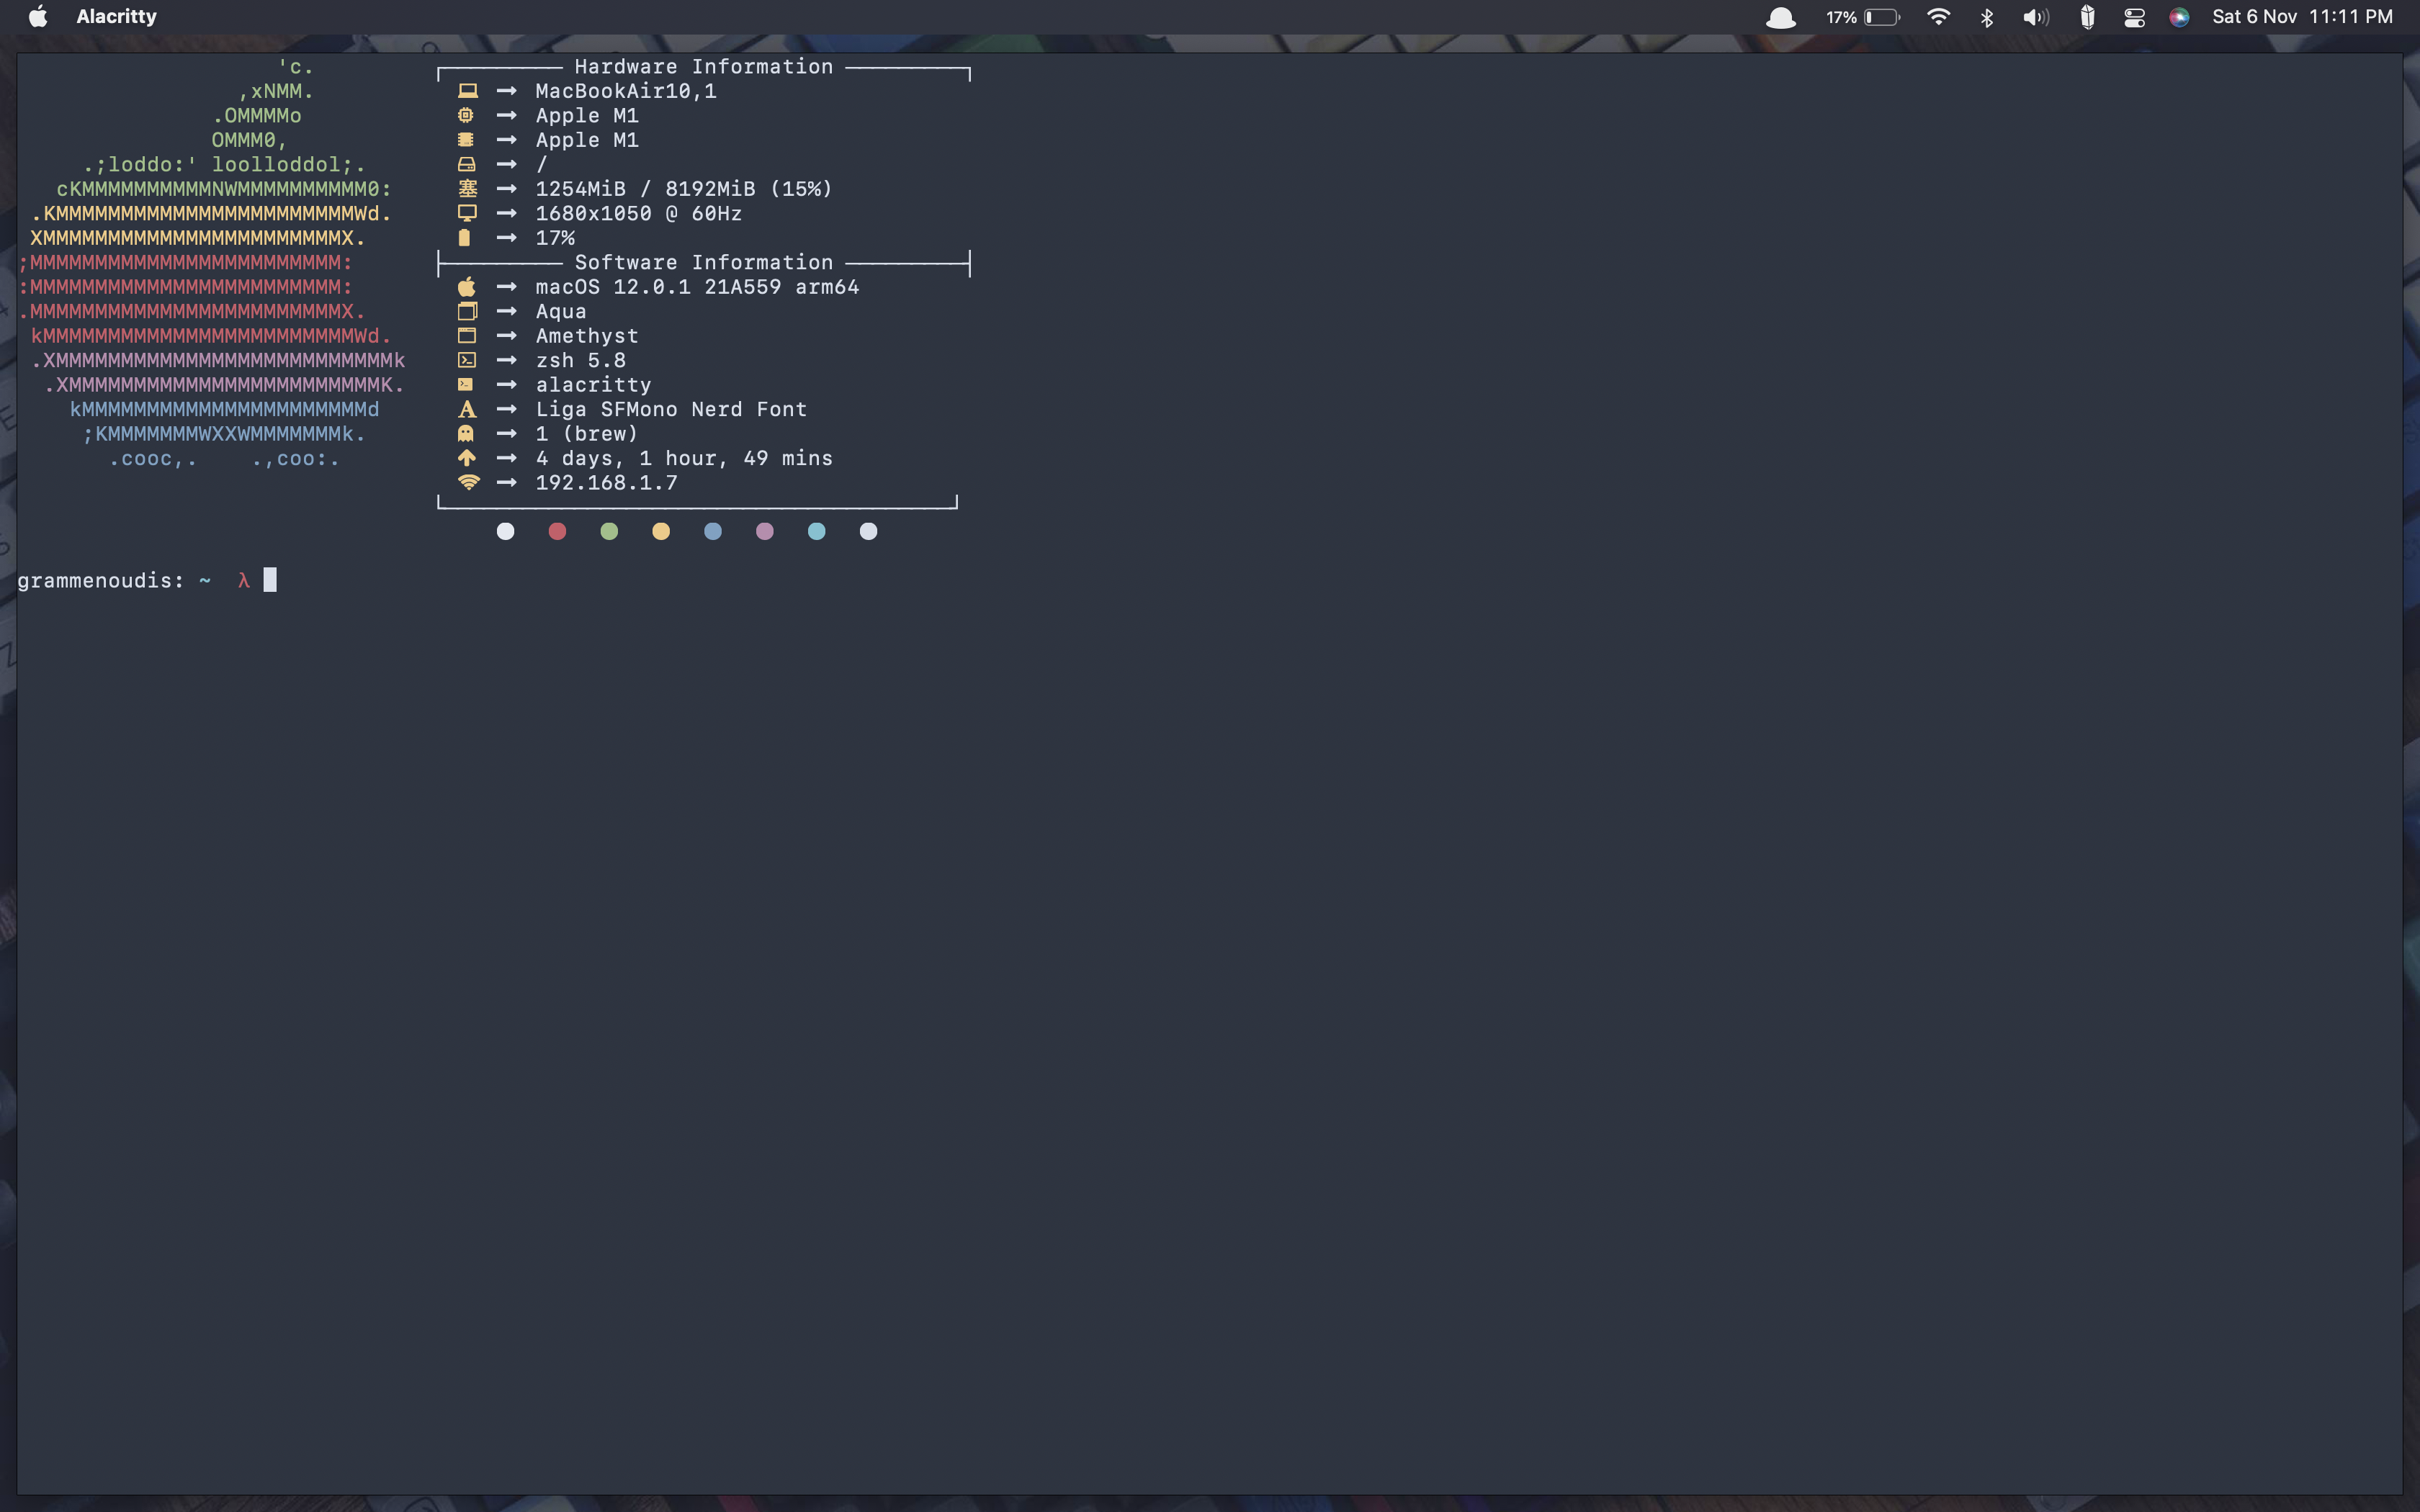 Alacritty 17% Sat 6 Nov 11:11 PM
'c.
,xNMM.
.OMMMMo
OMMM0,
.;loddo:' loolloddol;.
cKMMMMMMMMMMNWMMMMMMMMMM0:
.KMMMMMMMMMMMMMMMMMMMMMMMWd.
XMMMMMMMMMMMMMMMMMMMMMMMX.
;MMMMMMMMMMMMMMMMMMMMMMMM:
:MMMMMMMMMMMMMMMMMMMMMMMM:
.MMMMMMMMMMMMMMMMMMMMMMMMX.
kMMMMMMMMMMMMMMMMMMMMMMMMWd.
.XMMMMMMMMMMMMMMMMMMMMMMMMMMk
.XMMMMMMMMMMMMMMMMMMMMMMMMK.
kMMMMMMMMMMMMMMMMMMMMMMd
;KMMMMMMMWXXWMMMMMMMk.
.cooc,. .,coo:.
Hardware Information
→ MacBookAir10,1
→ Apple M1
→ Apple M1
→ /
塞 → 1254MiB / 8192MiB (15%)
→ 1680x1050 @ 60Hz
→ 17%
Software Information
→ macOS 12.0.1 21A559 arm64
→ Aqua
→ Amethyst
→ zsh 5.8
→ alacritty
→ Liga SFMono Nerd Font
→ 1 (brew)
→ 4 days, 1 hour, 49 mins
→ 192.168.1.7
grammenoudis: ~ λ